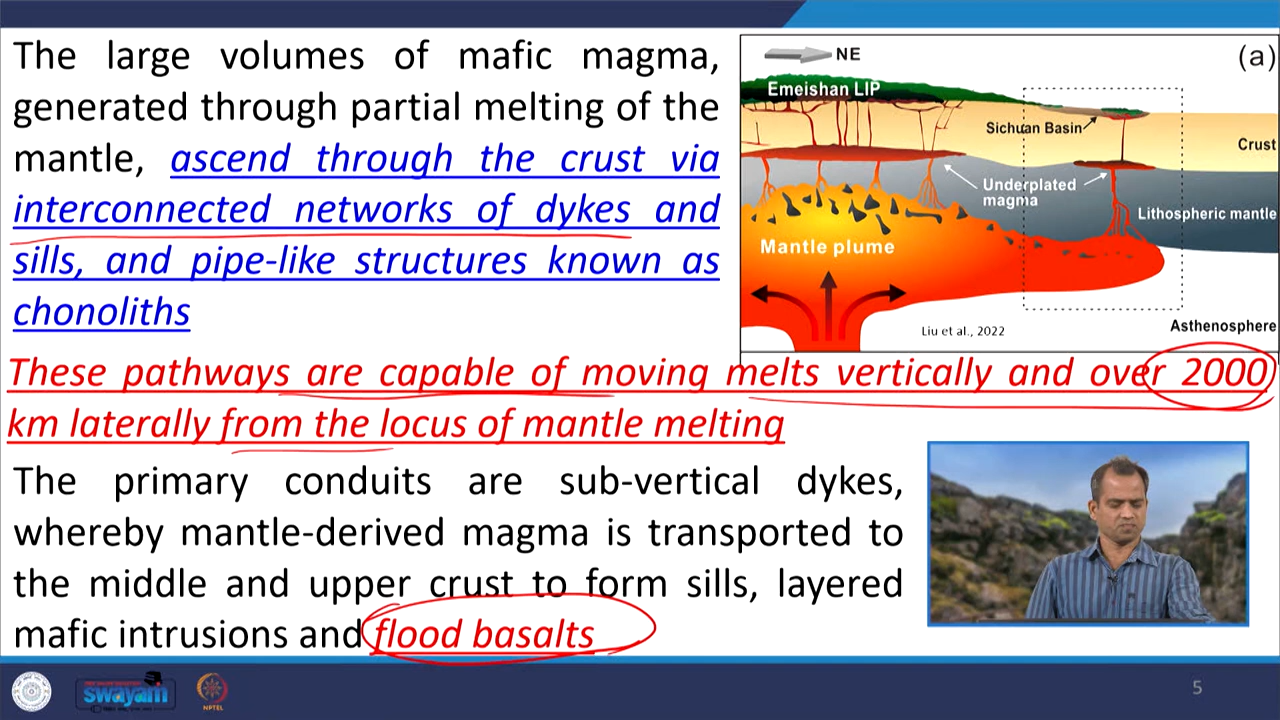 The large volumes of mafic magma,
generated through partial melting of the
mantle, ascend through the crust via
interconnected networks of dykes and
sills, and pipe-like structures known as
chonoliths
NE
(a)
Emeishan LIP
Sichuan Basin
Crust
Underplated
magma
Lithospheric mantle
Mantle plume
Liu et al., 2022
Asthenosphere
These pathways are capable of moving melts vertically and over 2000
km laterally from the locus of mantle melting
The primary conduits are sub-vertical dykes,
whereby mantle-derived magma is transported to
the middle and upper crust to form sills, layered
mafic intrusions and flood basalts
swayam
NPTEL
5